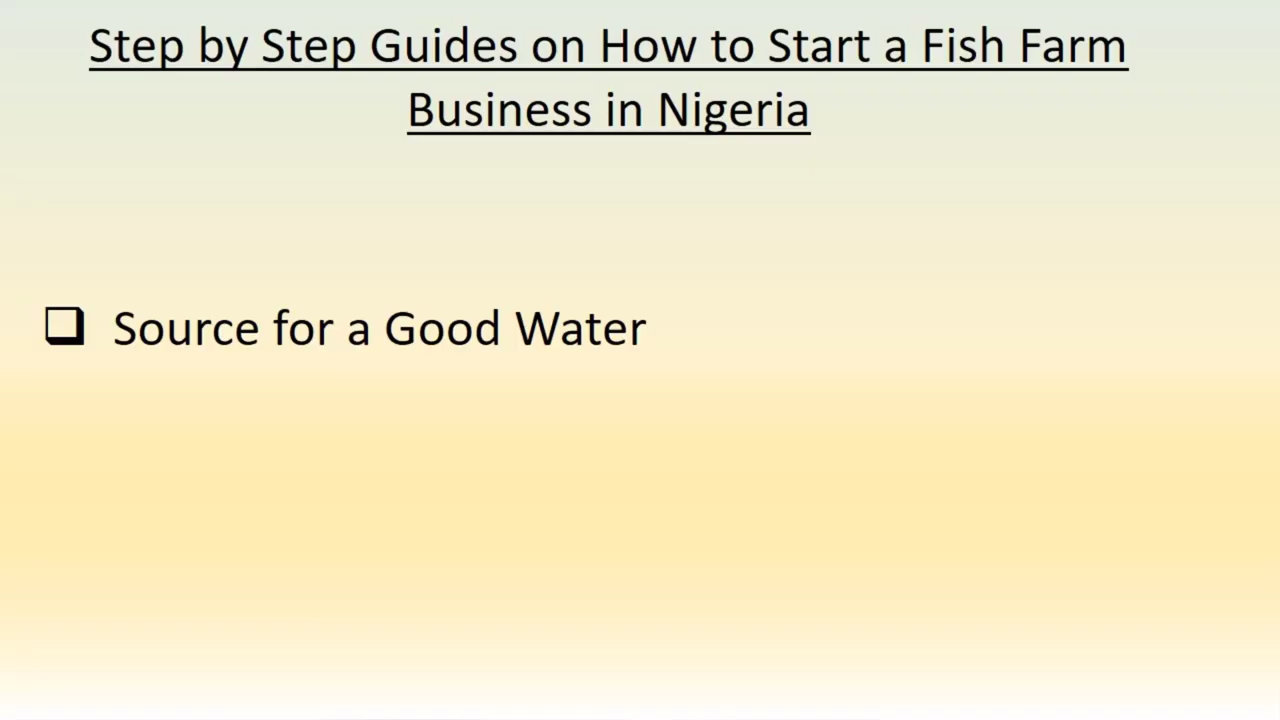 Step by Step Guides on How to Start a Fish Farm
Business in Nigeria
❑ Source for a Good Water